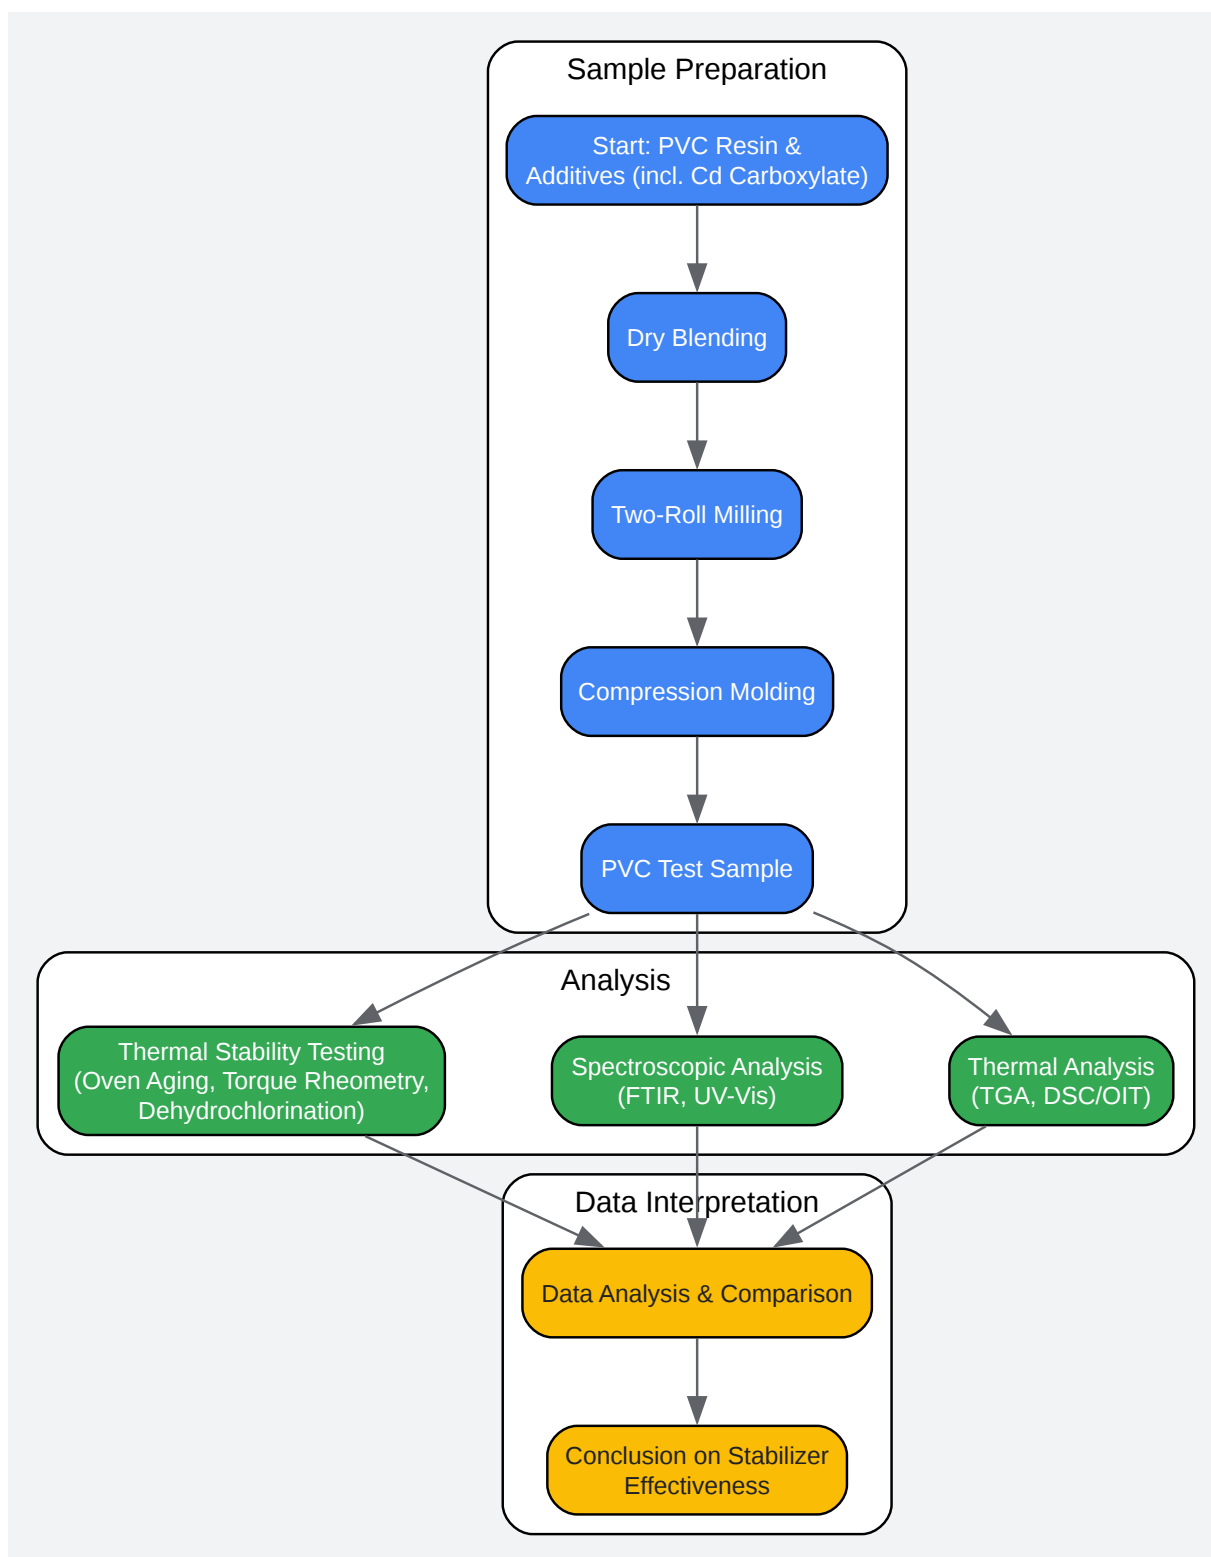 Sample Preparation
Start: PVC Resin &
Additives (incl. Cd Carboxylate)
Dry Blending
Two-Roll Milling
Compression Molding
PVC Test Sample
Analysis
Thermal Stability Testing
(Oven Aging, Torque Rheometry,
Dehydrochlorination)
Spectroscopic Analysis
(FTIR, UV-Vis)
Thermal Analysis
(TGA, DSC/OIT)
Data Interpretation
Data Analysis & Comparison
Conclusion on Stabilizer
Effectiveness